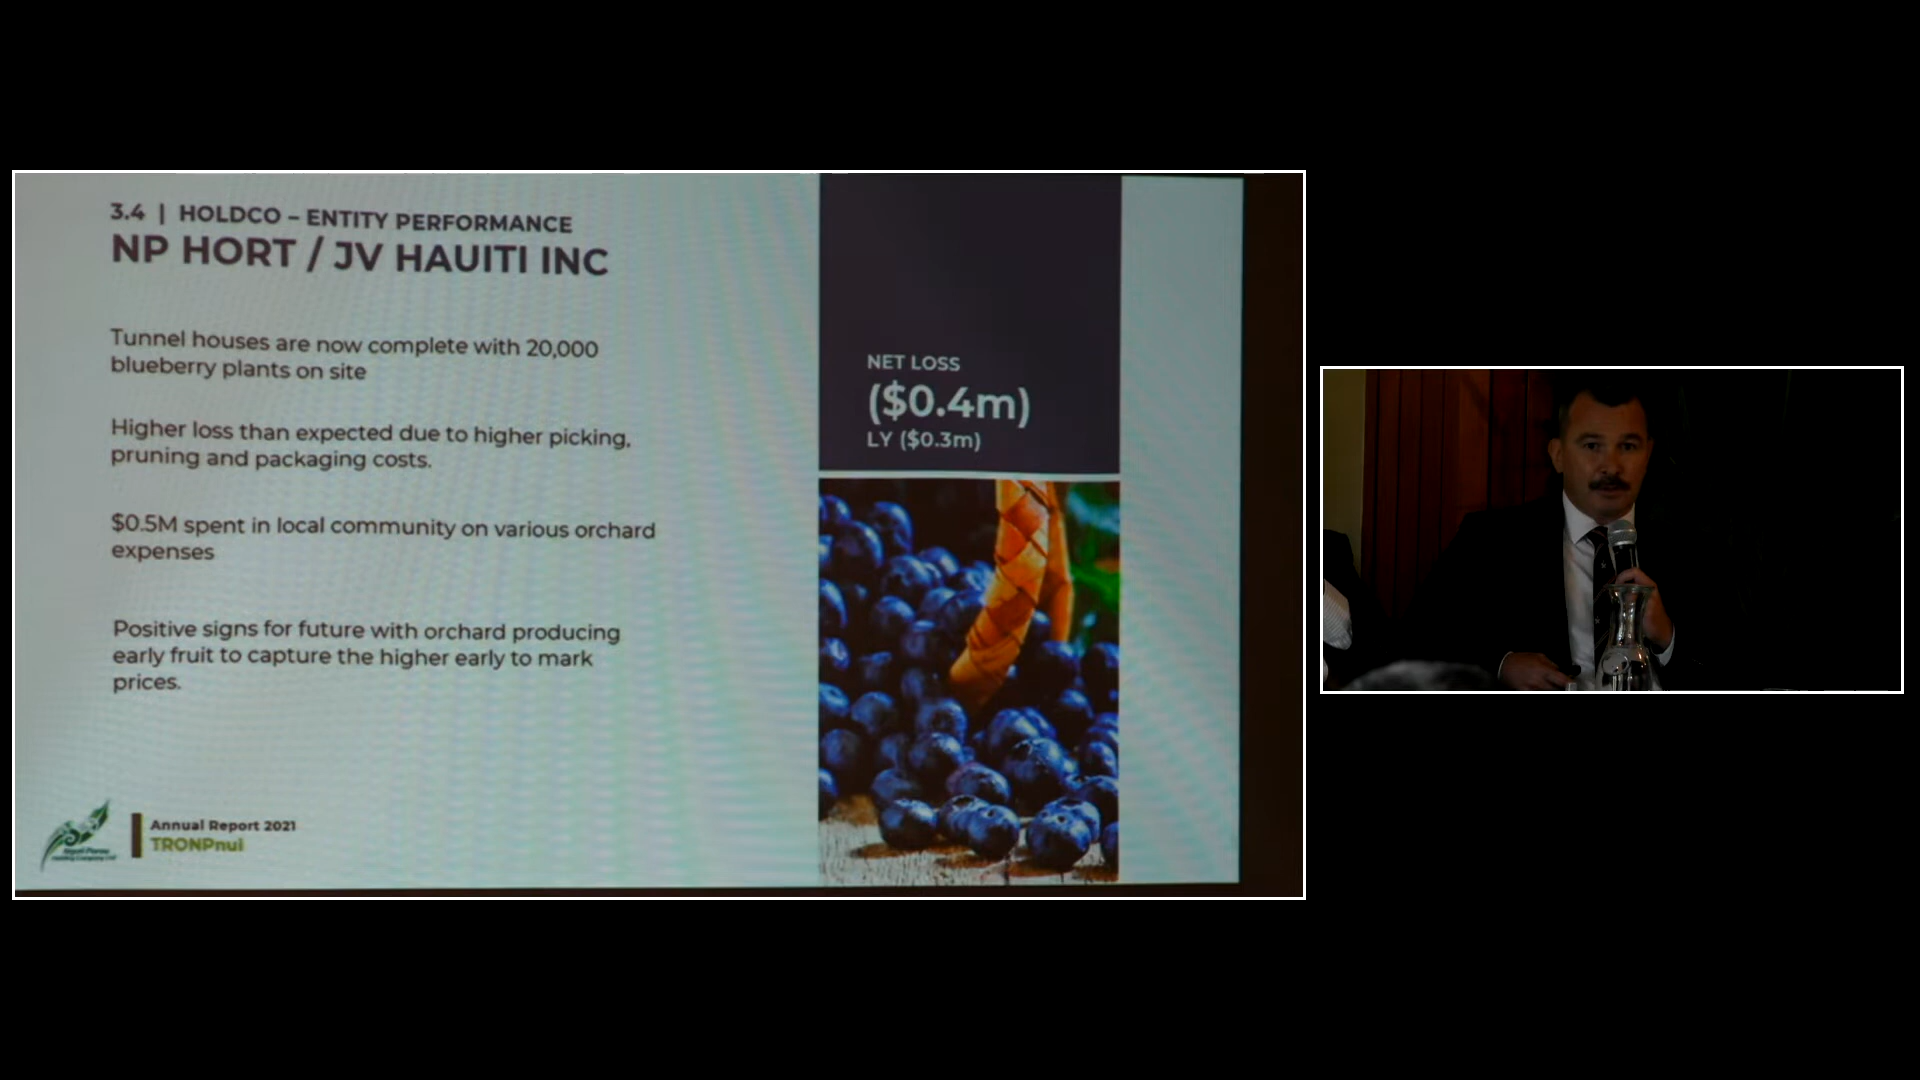 3.4 | HOLDCO – ENTITY PERFORMANCE
NP HORT / JV HAUITI INC
Tunnel houses are now complete with 20,000
blueberry plants on site
Higher loss than expected due to higher picking,
pruning and packaging costs.
$0.5M spent in local community on various orchard
expenses
Positive signs for future with orchard producing
early fruit to capture the higher early to mark
prices.
NET LOSS
($0.4m)
LY ($0.3m)
Annual Report 2021
TRONPnui